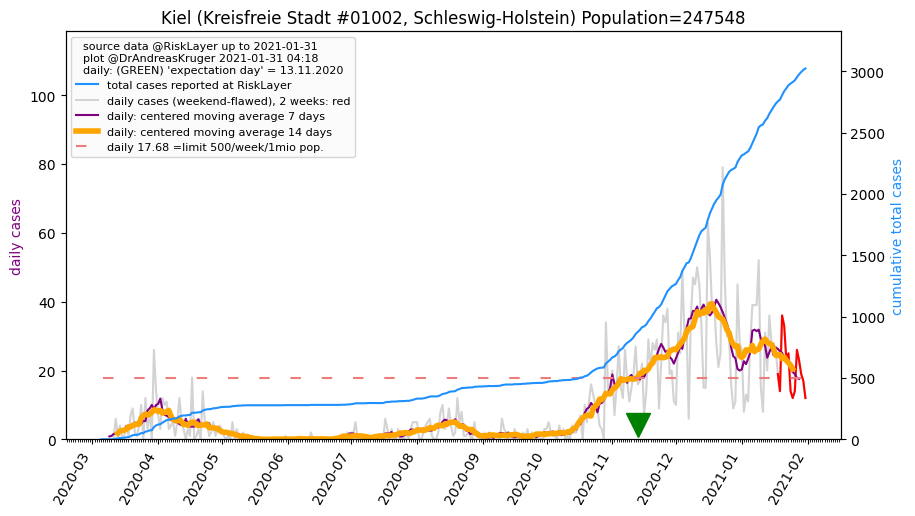 Kiel (Kreisfreie Stadt #01002, Schleswig-Holstein) Population=247548
source data @RiskLayer up to 2021-01-31
plot @DrAndreasKruger 2021-01-31 04:18
daily: (GREEN) 'expectation day' = 13.11.2020
total cases reported at RiskLayer
daily cases (weekend-flawed), 2 weeks: red
daily: centered moving average 7 days
daily: centered moving average 14 days
daily 17.68 =limit 500/week/1mio pop.
daily cases
100
80
60
40
20
0
cumulative total cases
3000
2500
2000
1500
1000
500
0
2020-03
2020-04
2020-05
2020-06
2020-07
2020-08
2020-09
2020-10
2020-11
2020-12
2021-01
2021-02